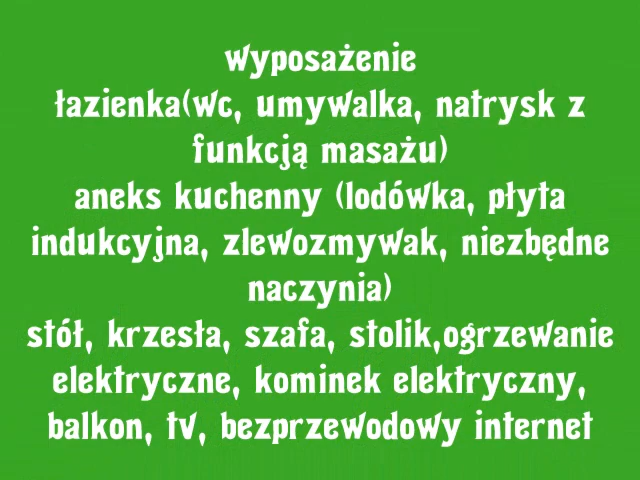 wyposażenie
łazienka(wc, umywalka, natrysk z
funkcją masażu)
aneks kuchenny (lodówka, płyta
indukcyjna, zlewozmywak, niezbędne
naczynia)
stół, krzesła, szafa, stolik,ogrzewanie
elektryczne, kominek elektryczny,
balkon, tv, bezprzewodowy internet